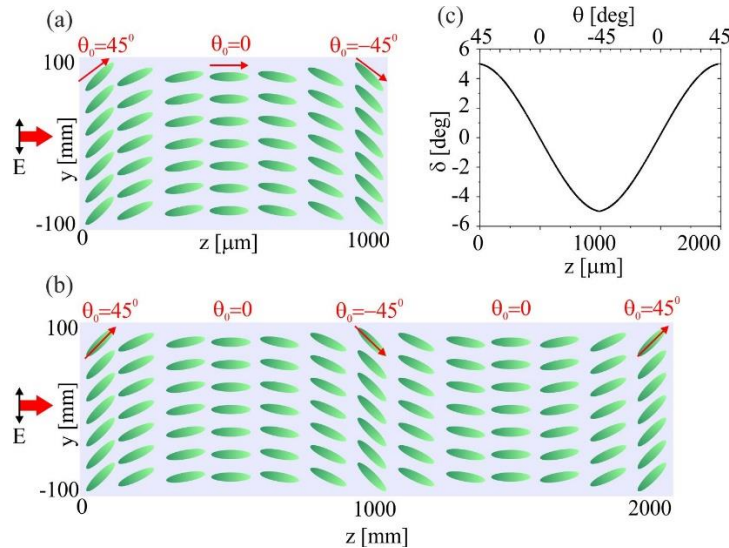 (a)
θ₀=45⁰
θ₀=0
θ₀=−45⁰
100
E
y [mm]
-100
0
z [μm]
1000
(c)
θ [deg]
45
0
-45
0
45
6
4
2
0
-2
-4
-6
δ [deg]
0
1000
2000
z [μm]
(b)
θ₀=45⁰
θ₀=0
θ₀=−45⁰
θ₀=0
θ₀=45⁰
100
E
y [mm]
-100
0
1000
2000
z [mm]